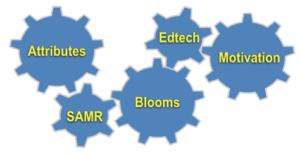 Attributes
Edtech
Motivation
SAMR
Blooms